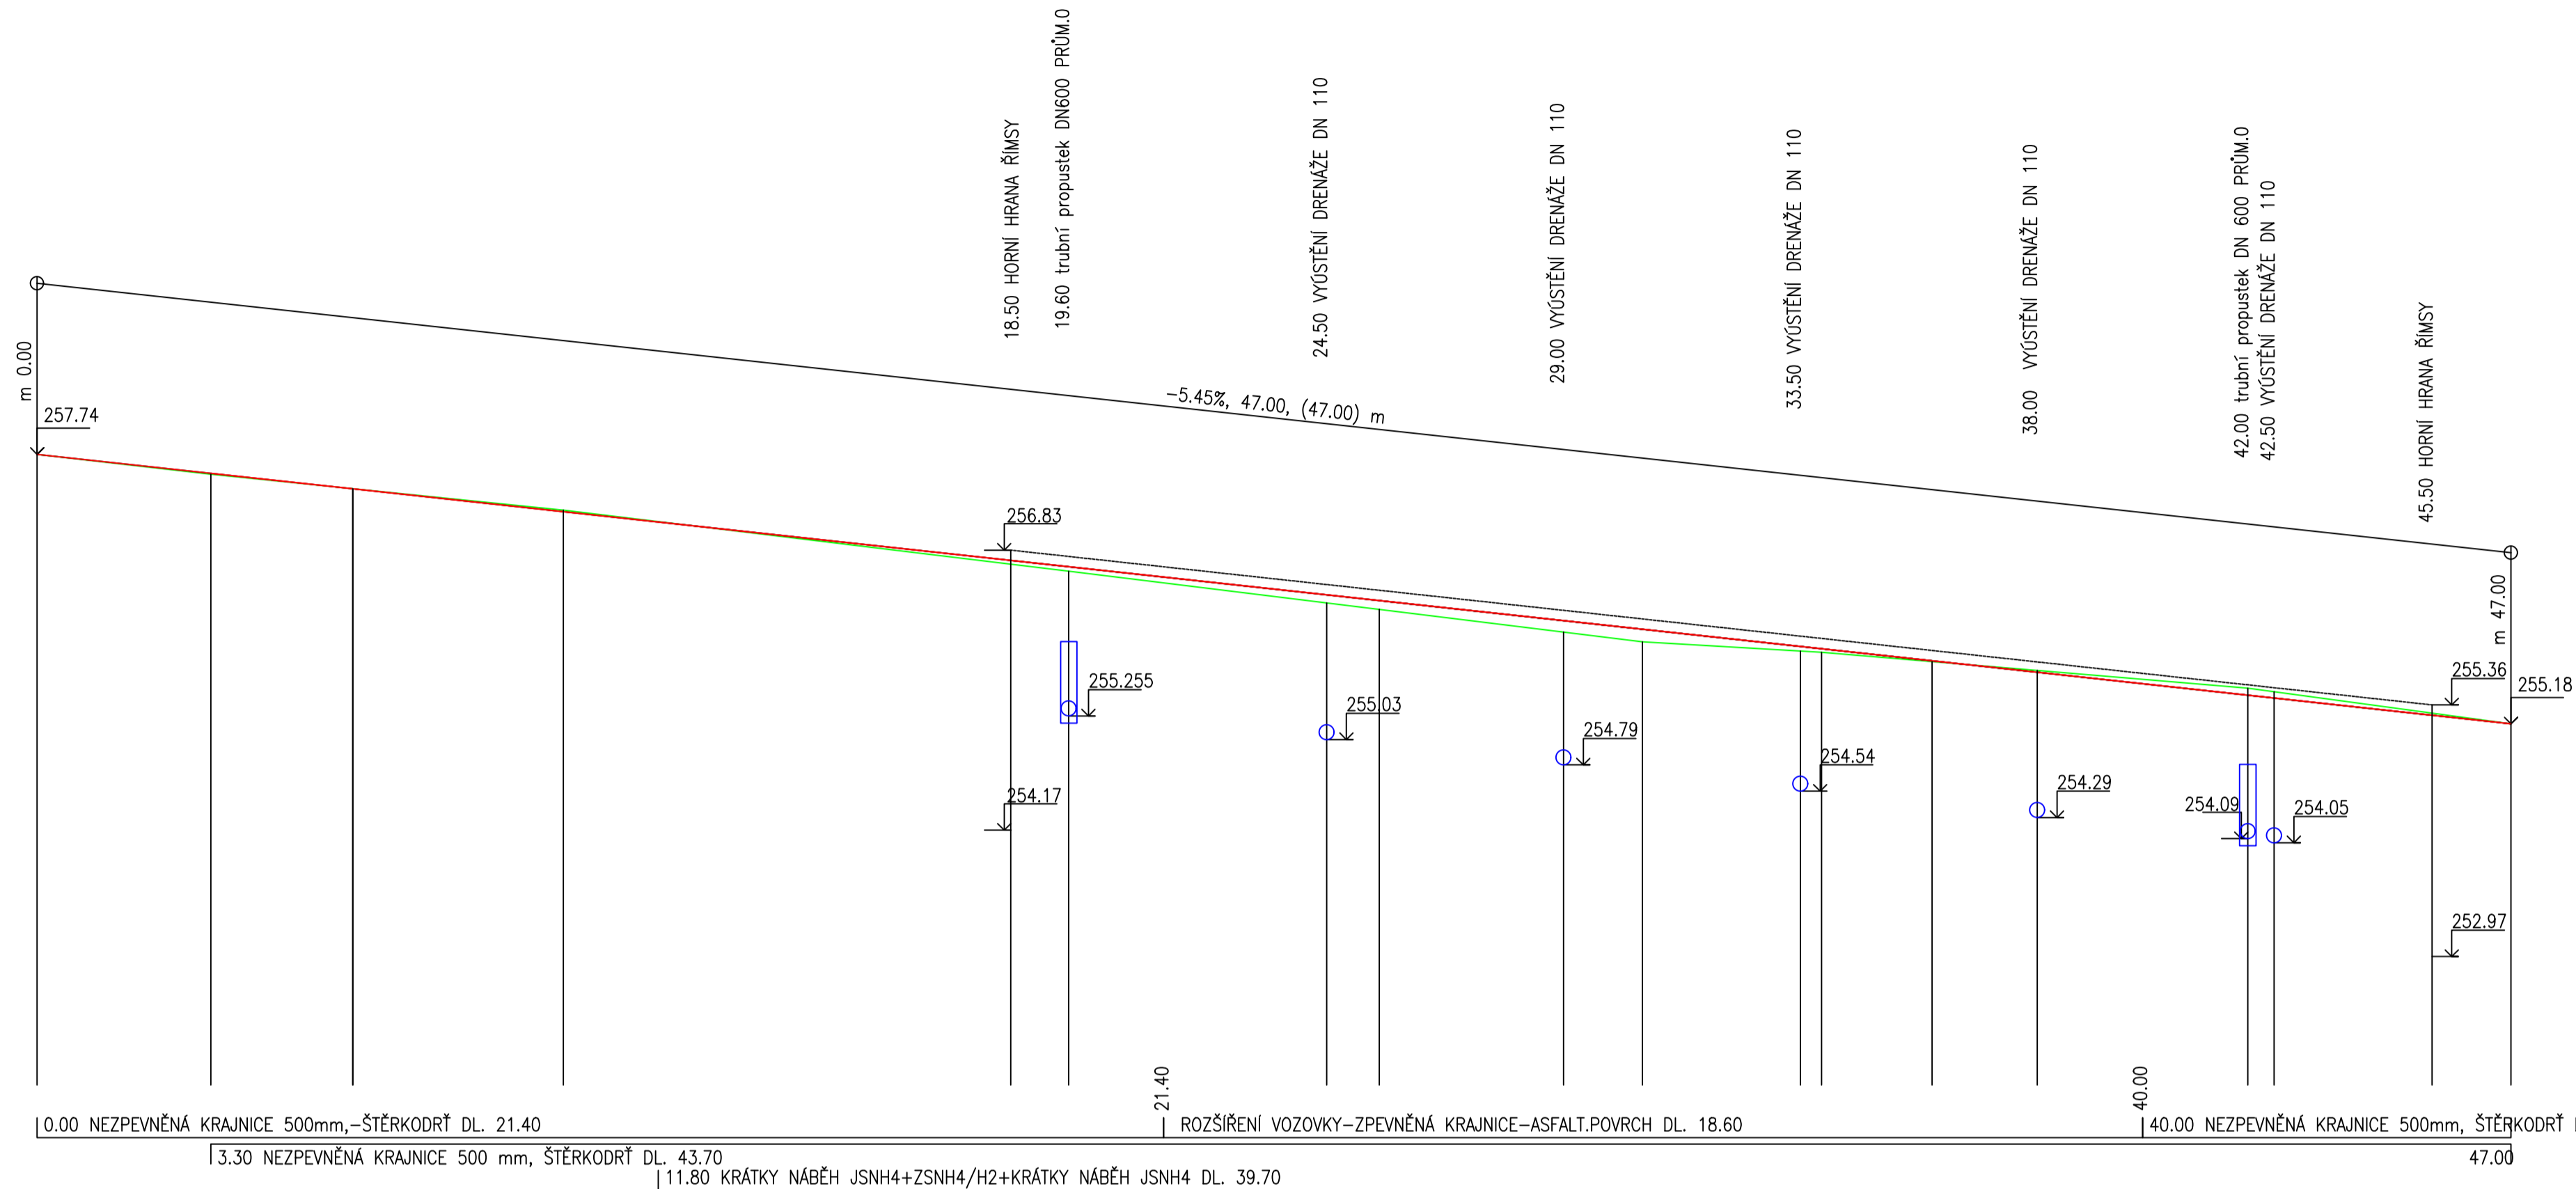 18.50 HORNÍ HRANA ŘÍMSY
19.60 trubní propustek DN600 PRŮM.0
24.50 VYÚSTĚNÍ DRENÁŽE DN 110
29.00 VYÚSTĚNÍ DRENÁŽE DN 110
33.50 VYÚSTĚNÍ DRENÁŽE DN 110
38.00 VYÚSTĚNÍ DRENÁŽE DN 110
42.00 trubní propustek DN 600 PRŮM.0
42.50 VYÚSTĚNÍ DRENÁŽE DN 110
45.50 HORNÍ HRANA ŘÍMSY
m 0.00
257.74
-5.45%, 47.00, (47.00) m
256.83
m 47.00
255.36
255.18
255.255
255.03
254.79
254.54
254.29
254.17
254.09
254.05
252.97
21.40
40.00
0.00 NEZPEVNĚNÁ KRAJNICE 500mm,-ŠTĚRKODRŤ DL. 21.40
ROZŠÍŘENÍ VOZOVKY-ZPEVNĚNÁ KRAJNICE-ASFALT.POVRCH DL. 18.60
40.00 NEZPEVNĚNÁ KRAJNICE 500mm, ŠTĚRKODRŤ
3.30 NEZPEVNĚNÁ KRAJNICE 500 mm, ŠTĚRKODRŤ DL. 43.70
47.00
11.80 KRÁTKY NÁBĚH JSNH4+ZSNH4/H2+KRÁTKY NÁBĚH JSNH4 DL. 39.70